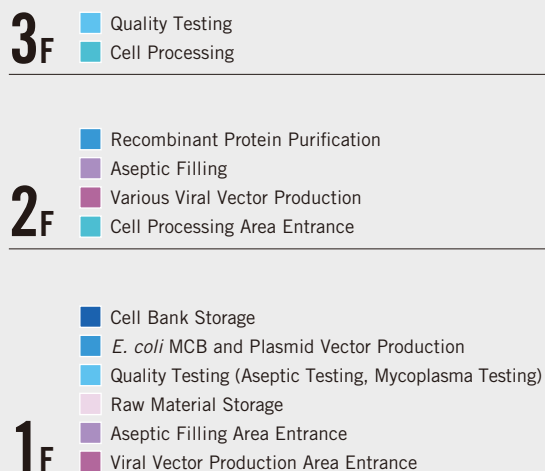 3F
Quality Testing
Cell Processing
2F
Recombinant Protein Purification
Aseptic Filling
Various Viral Vector Production
Cell Processing Area Entrance
1F
Cell Bank Storage
E. coli MCB and Plasmid Vector Production
Quality Testing (Aseptic Testing, Mycoplasma Testing)
Raw Material Storage
Aseptic Filling Area Entrance
Viral Vector Production Area Entrance